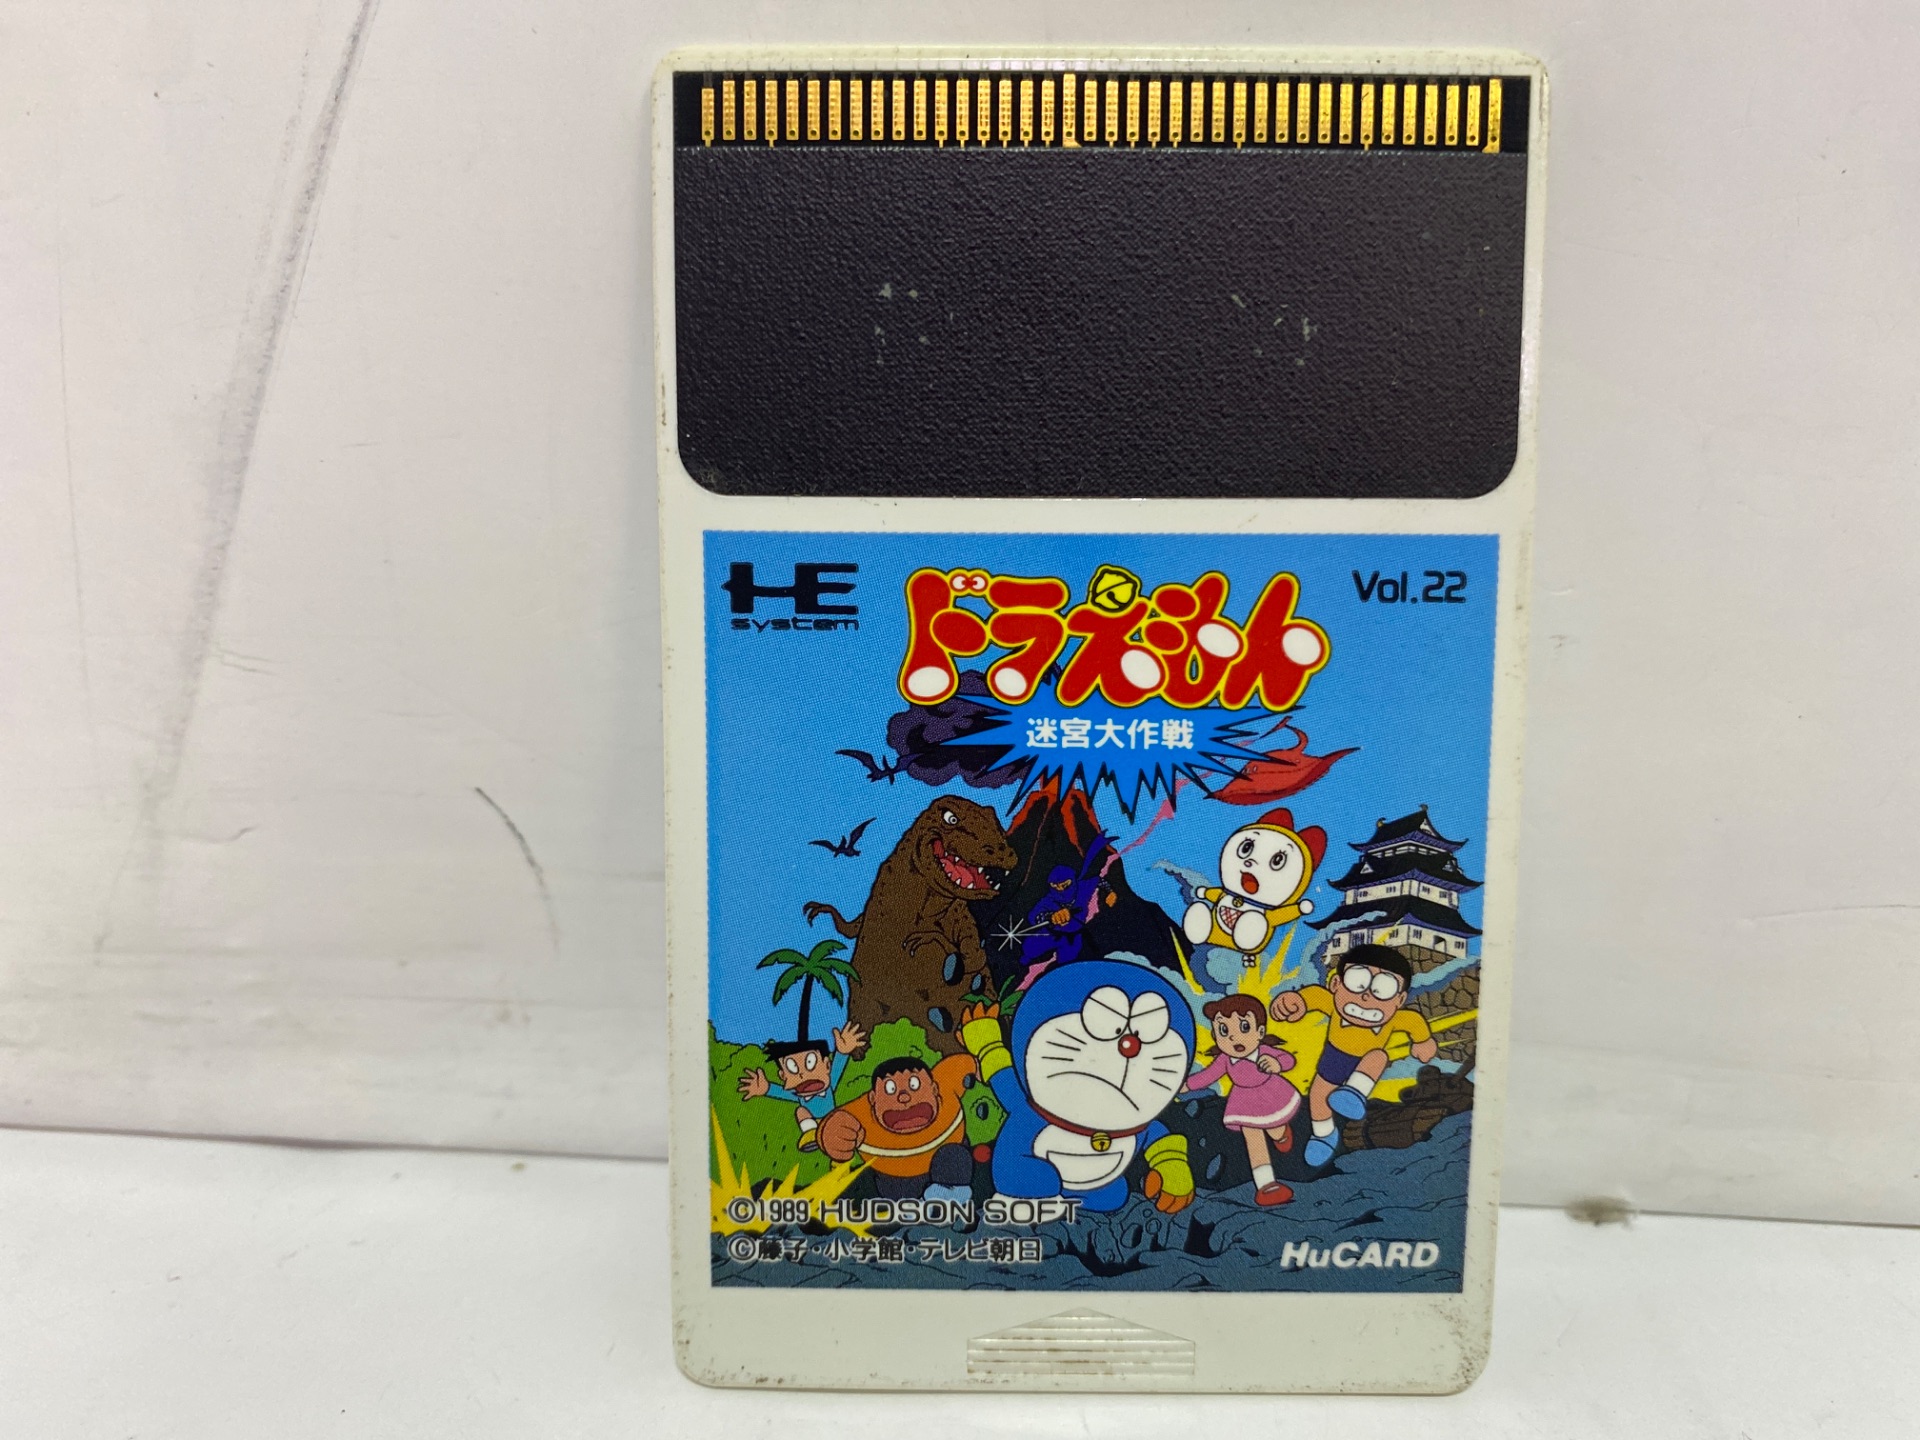 HE
system
ドラえもん
Vol.22
迷宮大作戦
©1989 HUDSON SOFT
©藤子・小学館・テレビ朝日
HuCARD